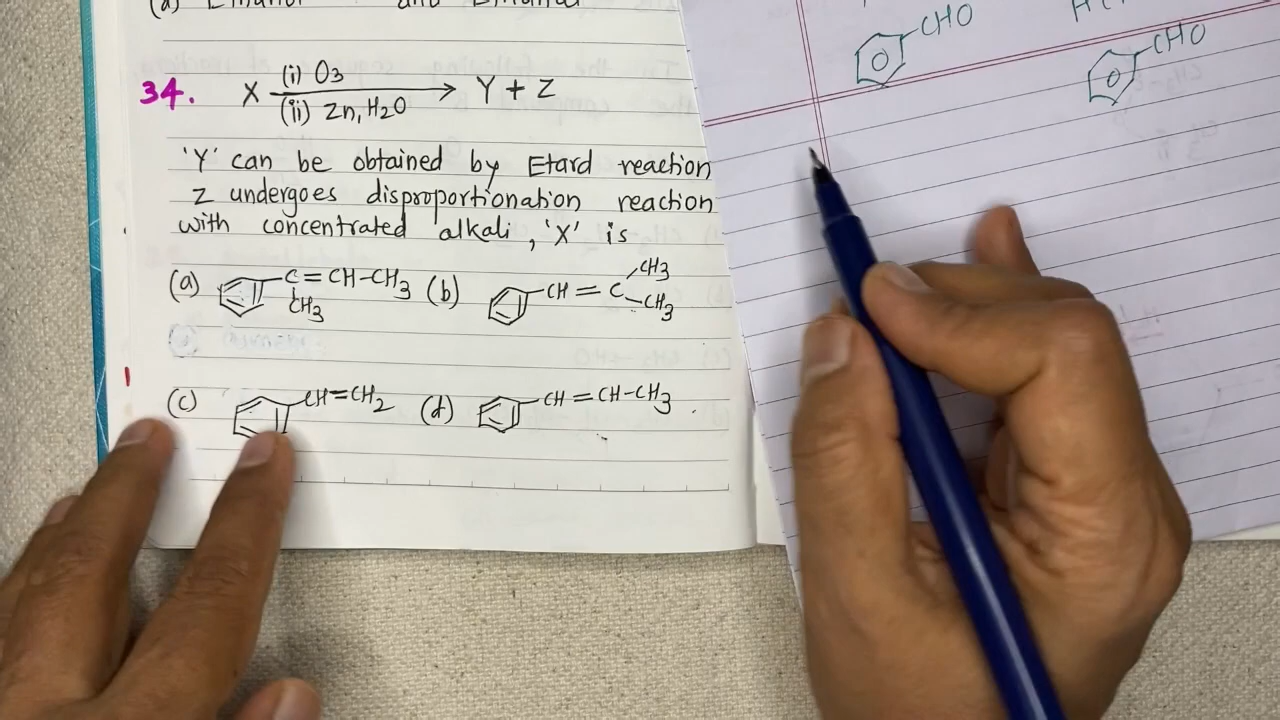 34. X (i) O3 / (ii) Zn, H2O → Y + Z
'Y' can be obtained by Etard reaction
Z undergoes disproportionation reaction
with concentrated alkali, 'X' is
(a) C=CH-CH3 (b) CH=C CH3
CH3 CH3
(c) CH=CH2 (d) CH=CH-CH3.
CHO
CHO